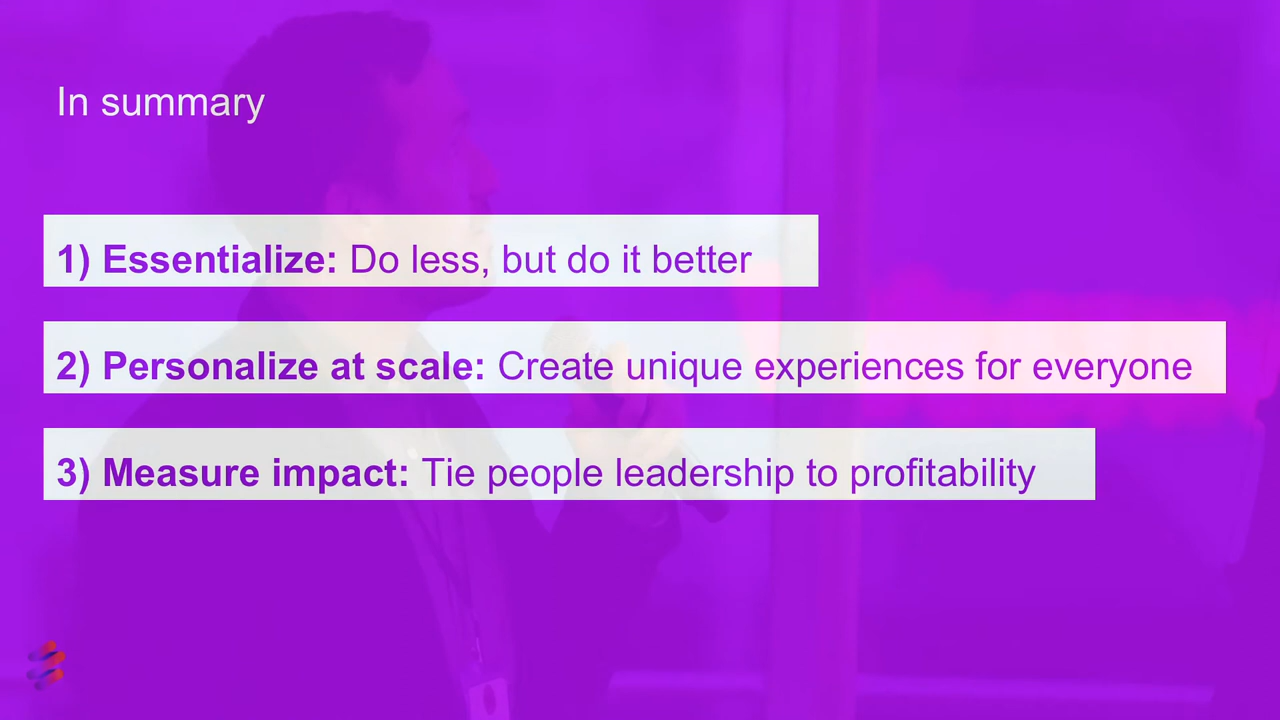 In summary
1) Essentialize: Do less, but do it better
2) Personalize at scale: Create unique experiences for everyone
3) Measure impact: Tie people leadership to profitability